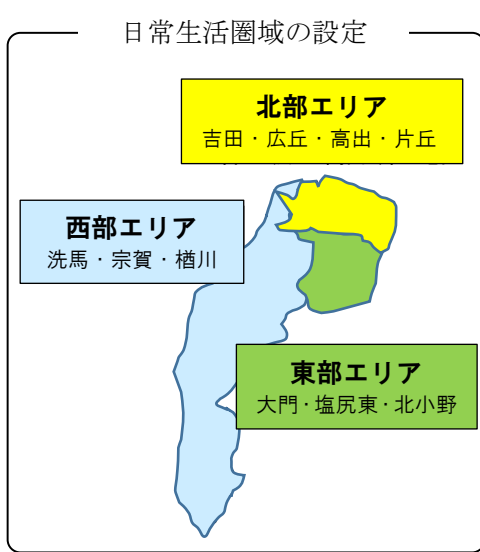 日常生活圏域の設定
北部エリア
吉田・広丘・高出・片丘
西部エリア
洗馬・宗賀・楢川
東部エリア
大門・塩尻東・北小野